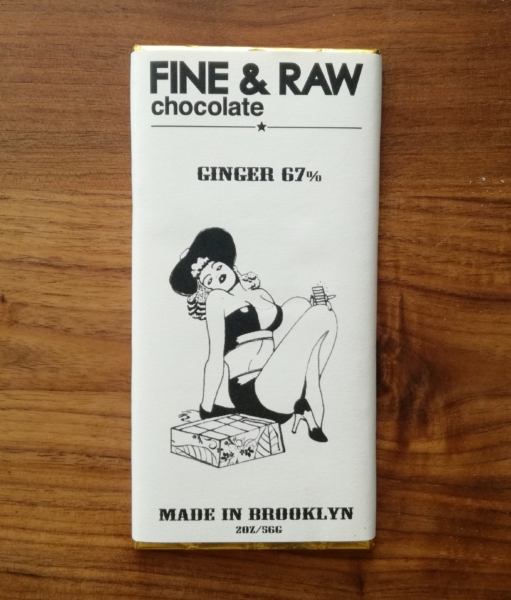 FINE & RAW
chocolate
GINGER 67%
MADE IN BROOKLYN
2OZ/56G